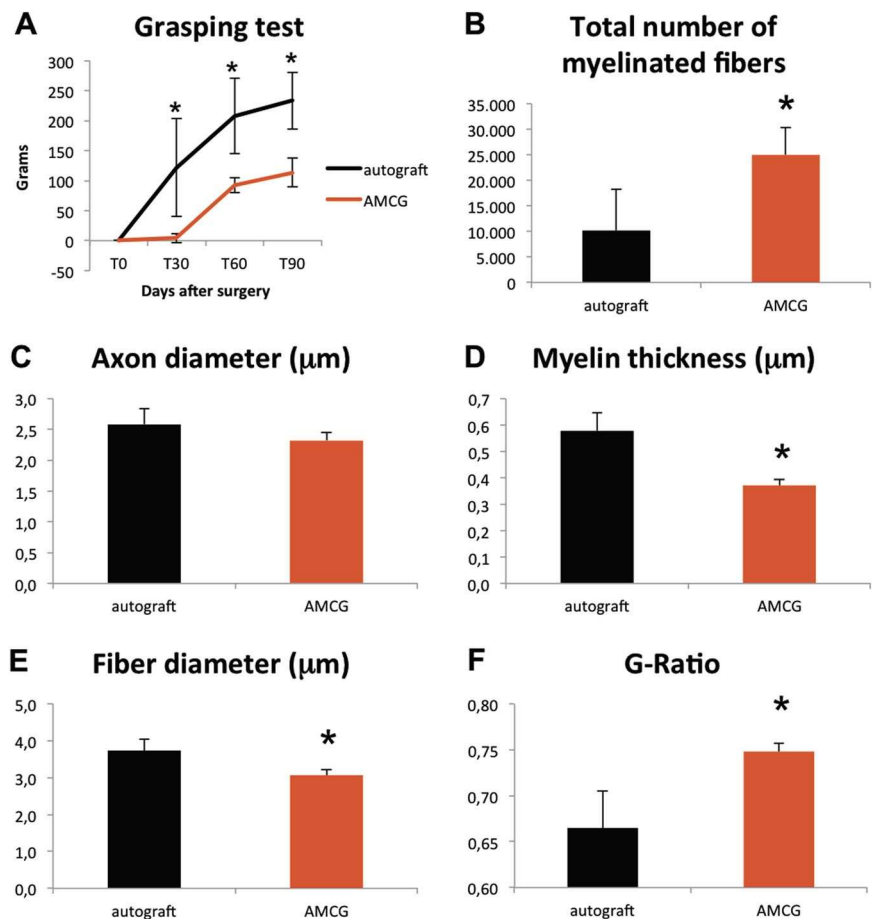 A
Grasping test
300
250
200
150
100
50
0
-50
Grams
* * *
T0 T30 T60 T90
Days after surgery
autograft
AMCG
B
Total number of
myelinated fibers
35.000
30.000
25.000
20.000
15.000
10.000
5.000
0
*
autograft AMCG
C
Axon diameter (μm)
3,0
2,5
2,0
1,5
1,0
0,5
0,0
autograft AMCG
D
Myelin thickness (μm)
0,7
0,6
0,5
0,4
0,3
0,2
0,1
0,0
*
autograft AMCG
E
Fiber diameter (μm)
5,0
4,0
3,0
2,0
1,0
0,0
*
autograft AMCG
F
G-Ratio
0,80
0,75
0,70
0,65
0,60
*
autograft AMCG